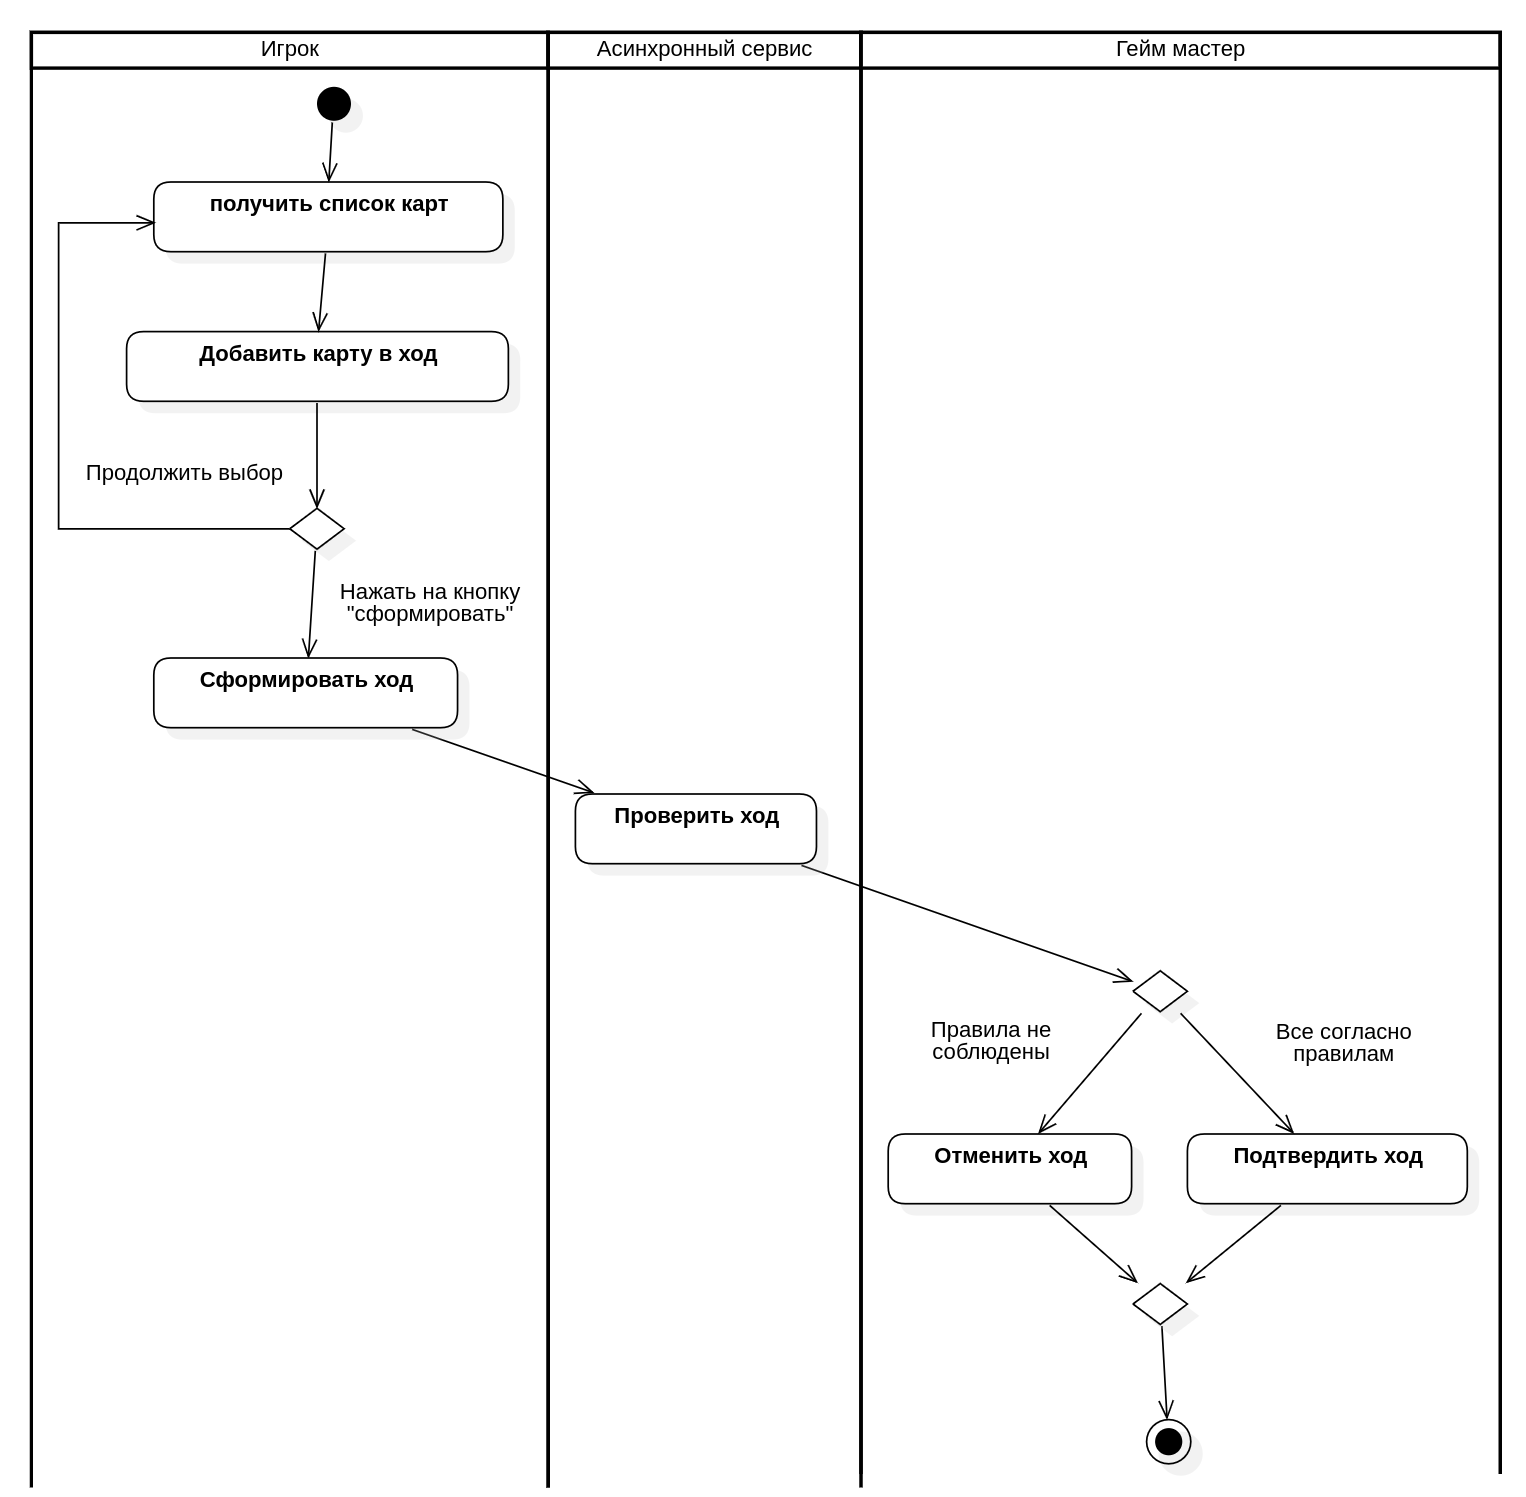 Игрок
Асинхронный сервис
Гейм мастер
получить список карт
Добавить карту в ход
Продолжить выбор
Нажать на кнопку
"сформировать"
Сформировать ход
Проверить ход
Правила не
соблюдены
Все согласно
правилам
Отменить ход
Подтвердить ход